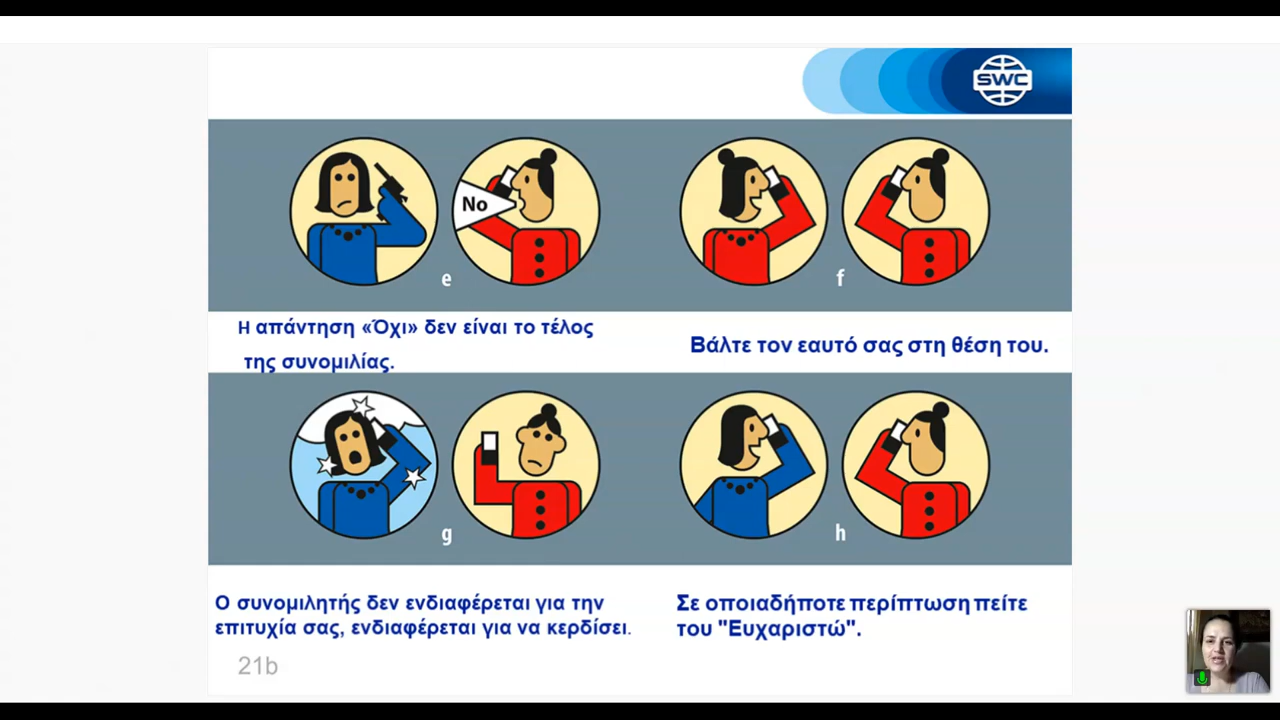 SWC
No
e
f
Η απάντηση «Όχι» δεν είναι το τέλος
της συνομιλίας.
Βάλτε τον εαυτό σας στη θέση του.
g
h
Ο συνομιλητής δεν ενδιαφέρεται για την
επιτυχία σας, ενδιαφέρεται για να κερδίσει.
Σε οποιαδήποτε περίπτωση πείτε
του "Ευχαριστώ".
21b